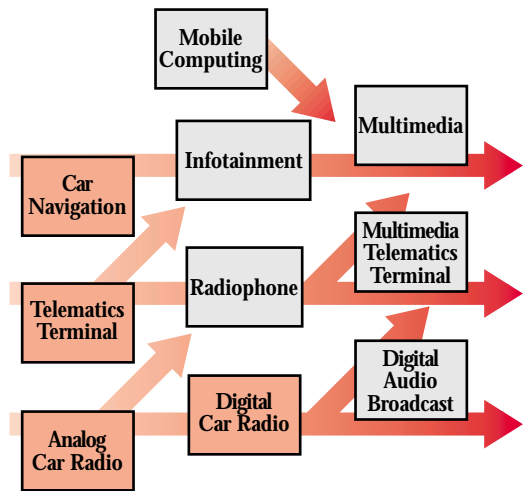 Mobile
Computing
Multimedia
Infotainment
Car
Navigation
Multimedia
Telematics
Terminal
Radiophone
Telematics
Terminal
Digital
Audio
Broadcast
Digital
Car Radio
Analog
Car Radio